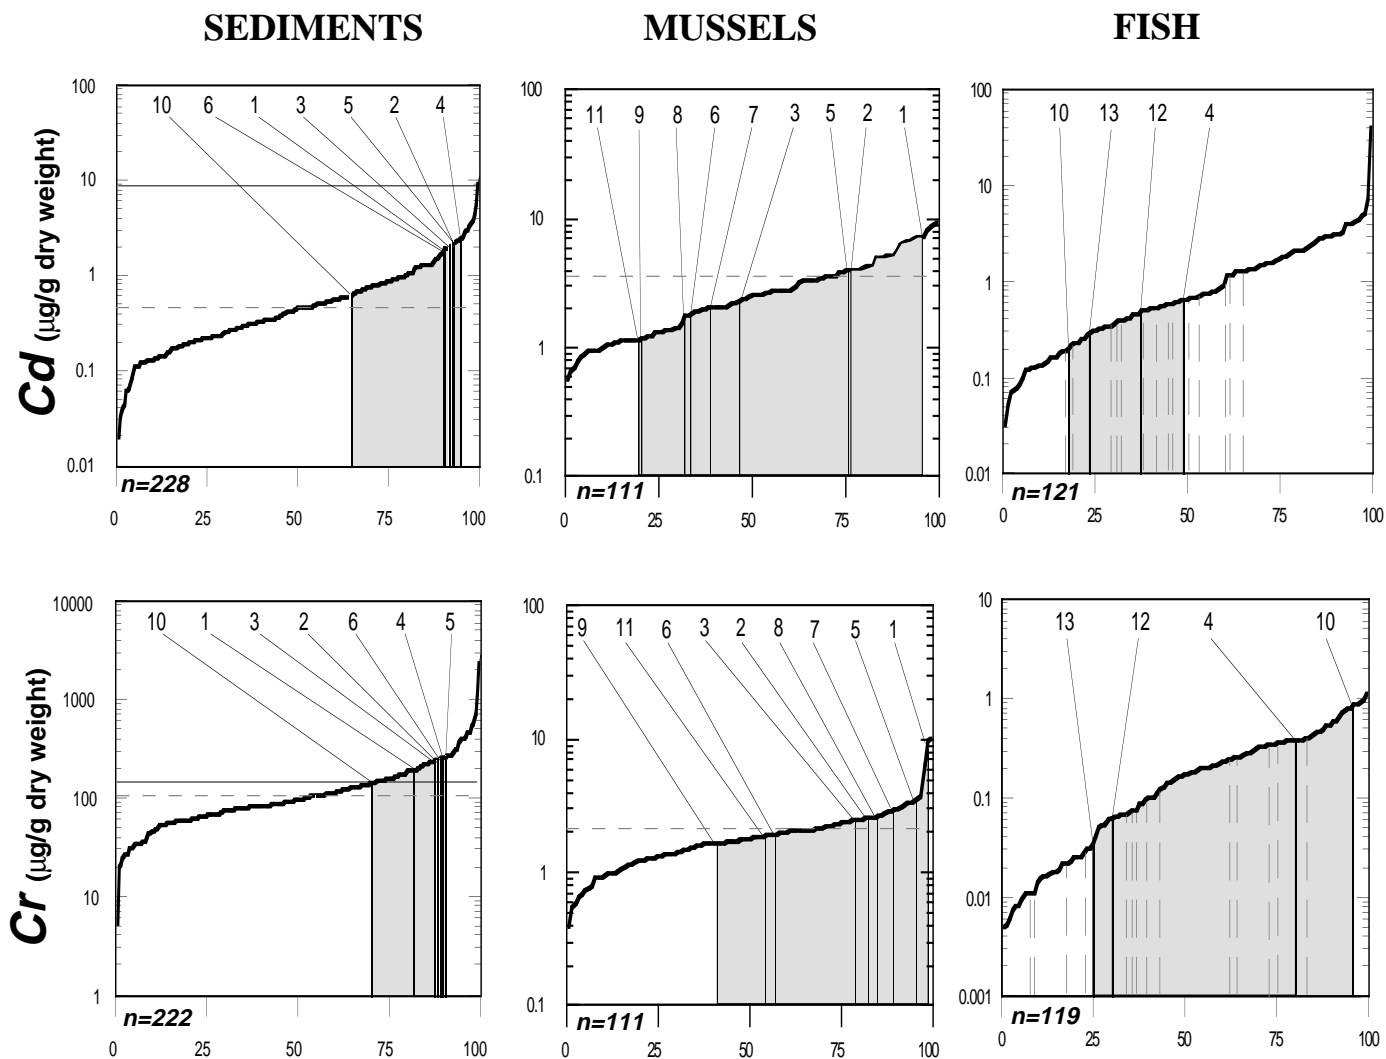 SEDIMENTS MUSSELS FISH
Cd (µg/g dry weight)
100
10
1
0.1
0.01
10 6 1 3 5 2 4
n=228
0 25 50 75 100
100
10
1
0.1
11 9 8 6 7 3 5 2 1
n=111
0 25 50 75 100
100
10
1
0.1
0.01
10 13 12 4
n=121
0 25 50 75 100
Cr (µg/g dry weight)
10000
1000
100
10
1
10 1 3 2 6 4 5
n=222
0 25 50 75 100
100
10
1
0.1
9 11 6 3 2 8 7 5 1
n=111
0 25 50 75 100
10
1
0.1
0.01
0.001
13 12 4 10
n=119
0 25 50 75 100